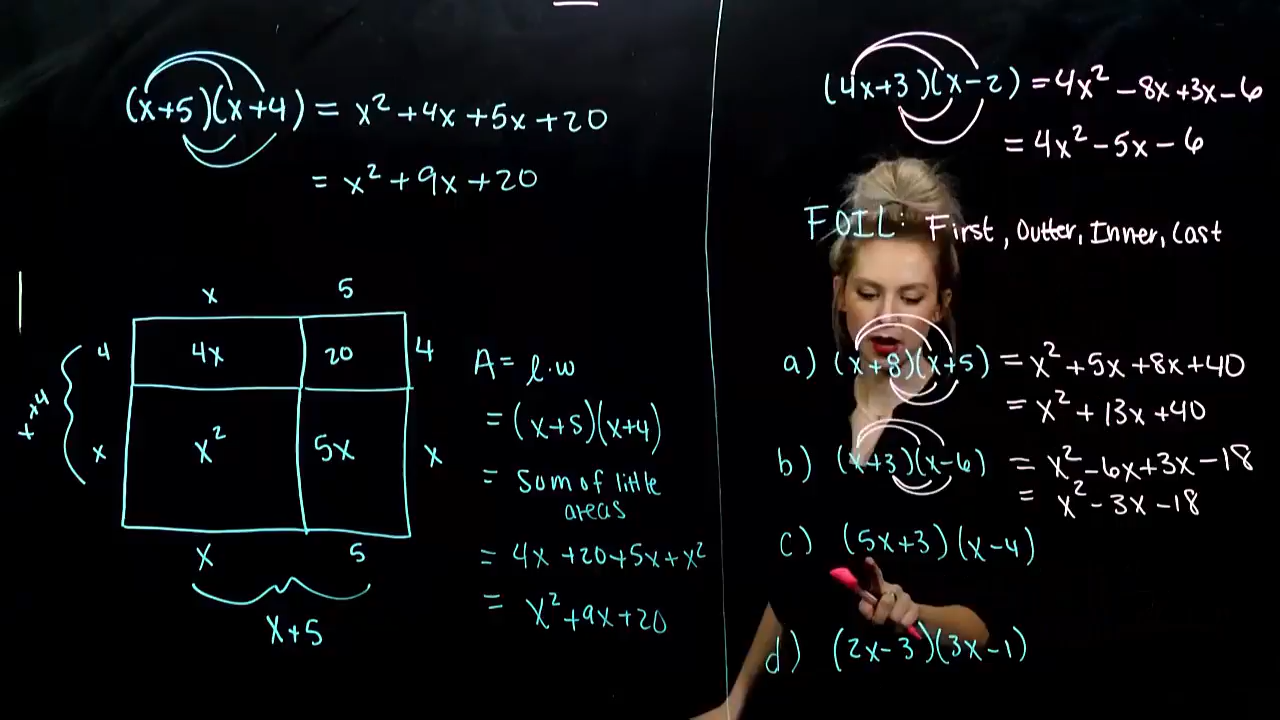 (x+5)(x+4) = x² + 4x + 5x + 20
= x² + 9x + 20
x 5
4 4x 20 4
x+4
x x² 5x x
x 5
x+5
A = l·w
= (x+5)(x+4)
= Sum of little
areas
= 4x + 20 + 5x + x²
= x² + 9x + 20
(4x+3)(x-2) = 4x² - 8x + 3x - 6
= 4x² - 5x - 6
FOIL: First, Outter, Inner, Last
a) (x+8)(x+5) = x² + 5x + 8x + 40
= x² + 13x + 40
b) (x+3)(x-6) = x² - 6x + 3x - 18
= x² - 3x - 18
c) (5x+3)(x-4)
d) (2x-3)(3x-1)